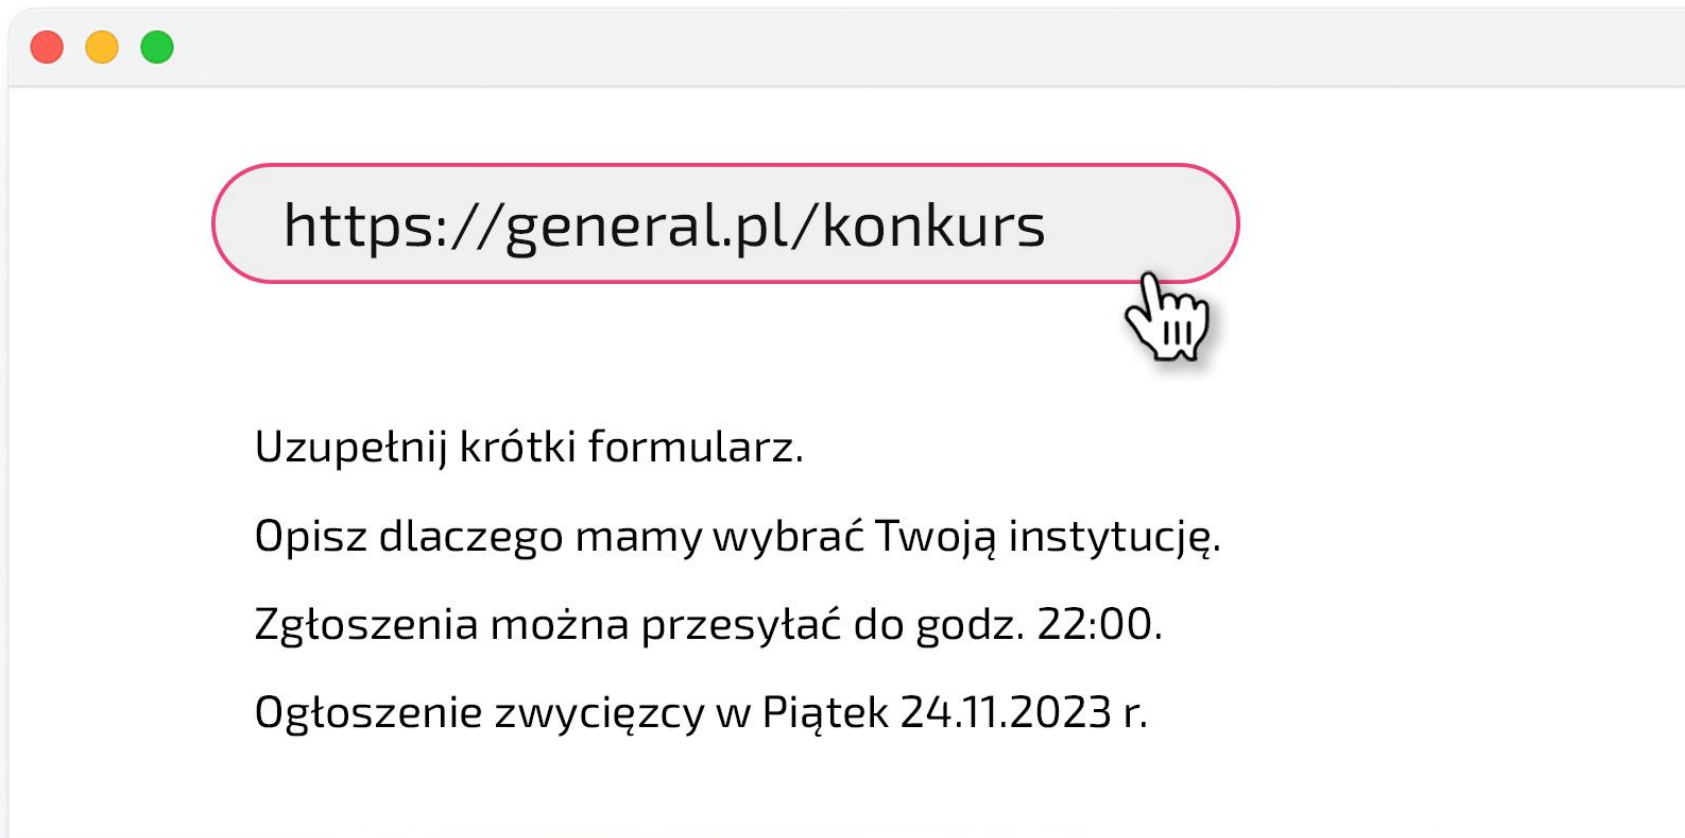 https://general.pl/konkurs
Uzupełnij krótki formularz.
Opisz dlaczego mamy wybrać Twoją instytucję.
Zgłoszenia można przesyłać do godz. 22:00.
Ogłoszenie zwycięzcy w Piątek 24.11.2023 r.